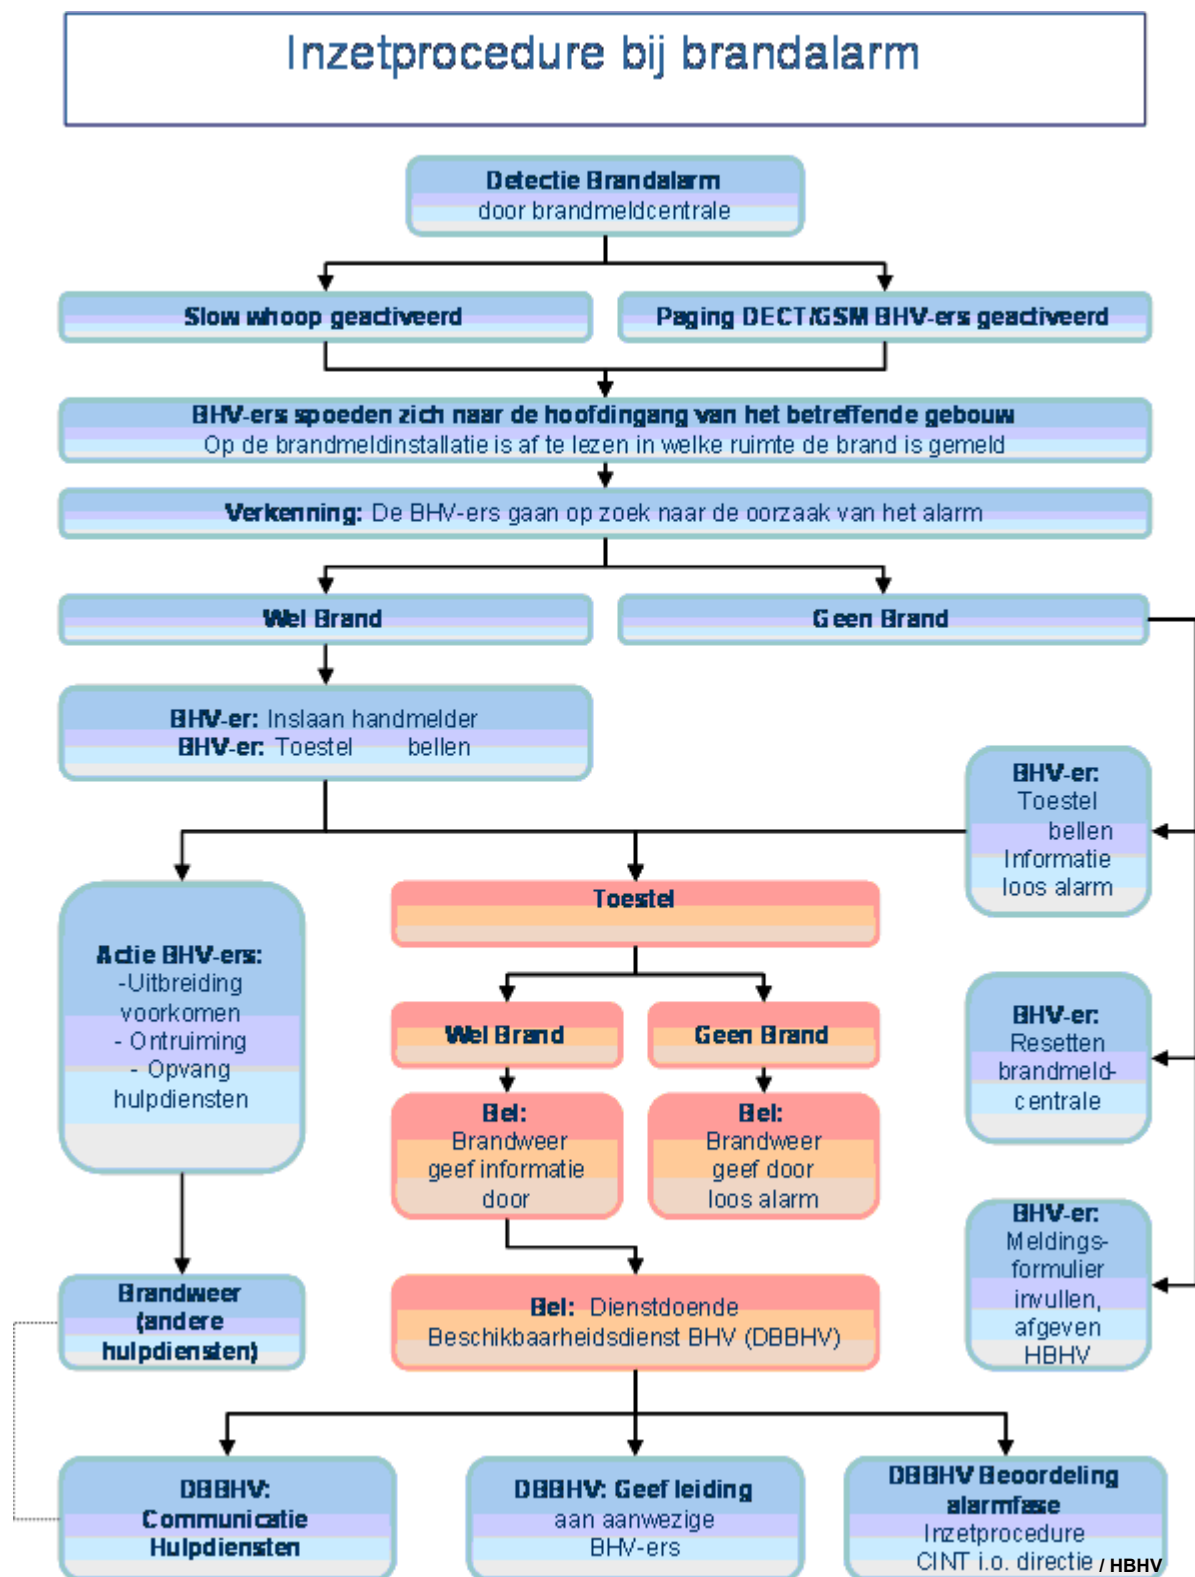 Inzetprocedure bij brandalarm
Detectie Brandalarm
door brandmeldcentrale
Slow whoop geactiveerd
Paging DECT/GSM BHV-ers geactiveerd
BHV-ers spoeden zich naar de hoofdingang van het betreffende gebouw
Op de brandmeldinstallatie is af te lezen in welke ruimte de brand is gemeld
Verkenning: De BHV-ers gaan op zoek naar de oorzaak van het alarm
Wel Brand
Geen Brand
BHV-er: Inslaan handmelder
BHV-er: Toestel bellen
BHV-er:
Toestel
bellen
Informatie
loos alarm
Actie BHV-ers:
-Uitbreiding
voorkomen
- Ontruiming
- Opvang
hulpdiensten
Toestel
Wel Brand
Geen Brand
Bel:
Brandweer
geef informatie
door
Bel:
Brandweer
geef door
loos alarm
BHV-er:
Resetten
brandmeld-
centrale
BHV-er:
Meldings-
formulier
invullen,
afgeven
HBHV
Brandweer
(andere
hulpdiensten)
Bel: Dienstdoende
Beschikbaarheidsdienst BHV (DBBHV)
DBBHV:
Communicatie
Hulpdiensten
DBBHV: Geef leiding
aan aanwezige
BHV-ers
DBBHV Beoordeling
alarmfase
Inzetprocedure
CINT i.o. directie / HBHV